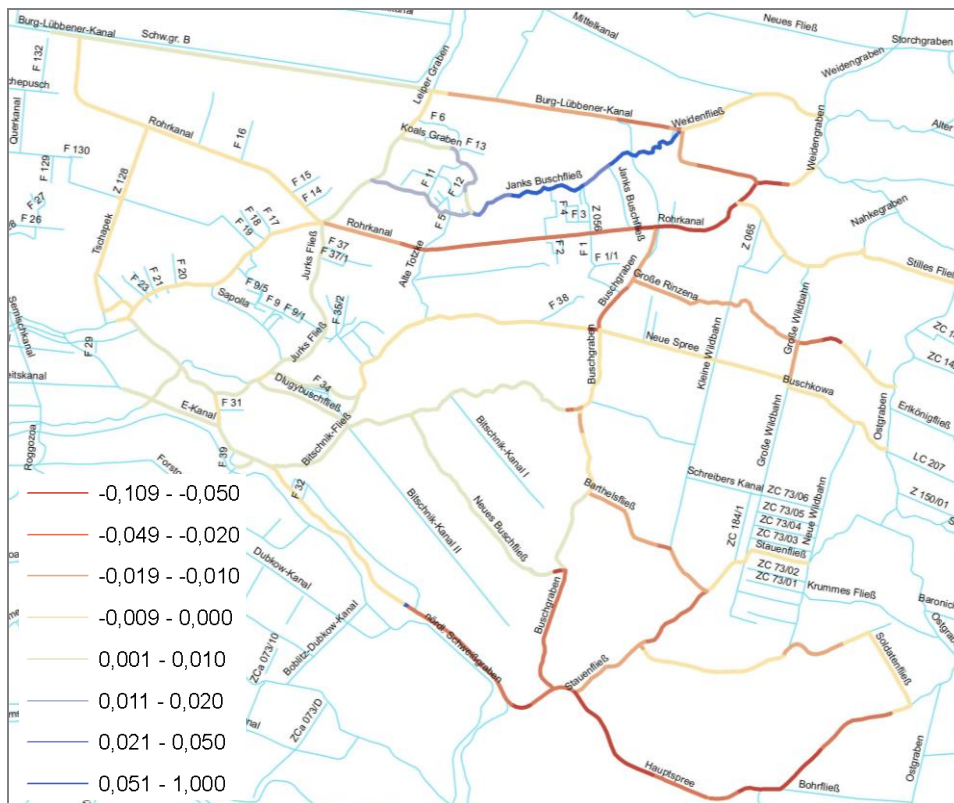 Burg-Lübbener-Kanal
Schw.gr. B
Mittelkanal
Neues Fließ
Storchgraben
Weidengraben
F 132
chepusch
Querkanal
Leiper Graben
Burg-Lübbener-Kanal
Weidenfließ
Weidengraben
Alter
F 6
Koals Graben
F 13
Rohrkanal
F 16
F 130
F 129
Z 128
F 27
F 26
F 15
F 14
F 11
F 12
F 5
Janks Buschfließ
Janks Buschfließ
F 4
F 3
Z 056
F 2
F 1
F 1/1
Rohrkanal
Z 065
Nahkegraben
Stilles Fließ
Tschapek
F 18
F 17
F 19
Jurks Fließ
Rohrkanal
F 37
F 37/1
Alte Totzke
Buschgraben
Große Rinzena
F 23
F 21
F 20
F 9/5
F 9
F 9/1
Sapolla
F 35/2
F 38
Semischkanal
F 29
Jurks Fließ
Buschgraben
Neue Spree
Kleine Wildbahn
Große Wildbahn
ZC 14
Buschkowa
Ostgraben
Erlkönigfließ
eitskanal
Dlugybuschfließ
F 34
E-Kanal
F 31
Bitschnik-Fließ
Roggozoa
F 39
F 32
Bitschnik-Kanal I
Bitschnik-Kanal II
Neues Buschfließ
Barthelsfließ
Große Wildbahn
Schreibers Kanal
LC 207
Z 150/01
ZC 73/06
ZC 73/05
ZC 73/04
ZC 73/03
Neue Wildbahn
ZC 184/1
Stauenfließ
ZC 73/02
ZC 73/01
Krummes Fließ
Ostgraben
Dubkow-Kanal
Boblitz-Dubkow-Kanal
ZCa 073/10
ZCa 073/D
nördl. Schweißgraben
Buschgraben
Stauenfließ
Soldatenfließ
Hauptspree
Bohrfließ
Ostgraben
-0,109 - -0,050
-0,049 - -0,020
-0,019 - -0,010
-0,009 - 0,000
0,001 - 0,010
0,011 - 0,020
0,021 - 0,050
0,051 - 1,000